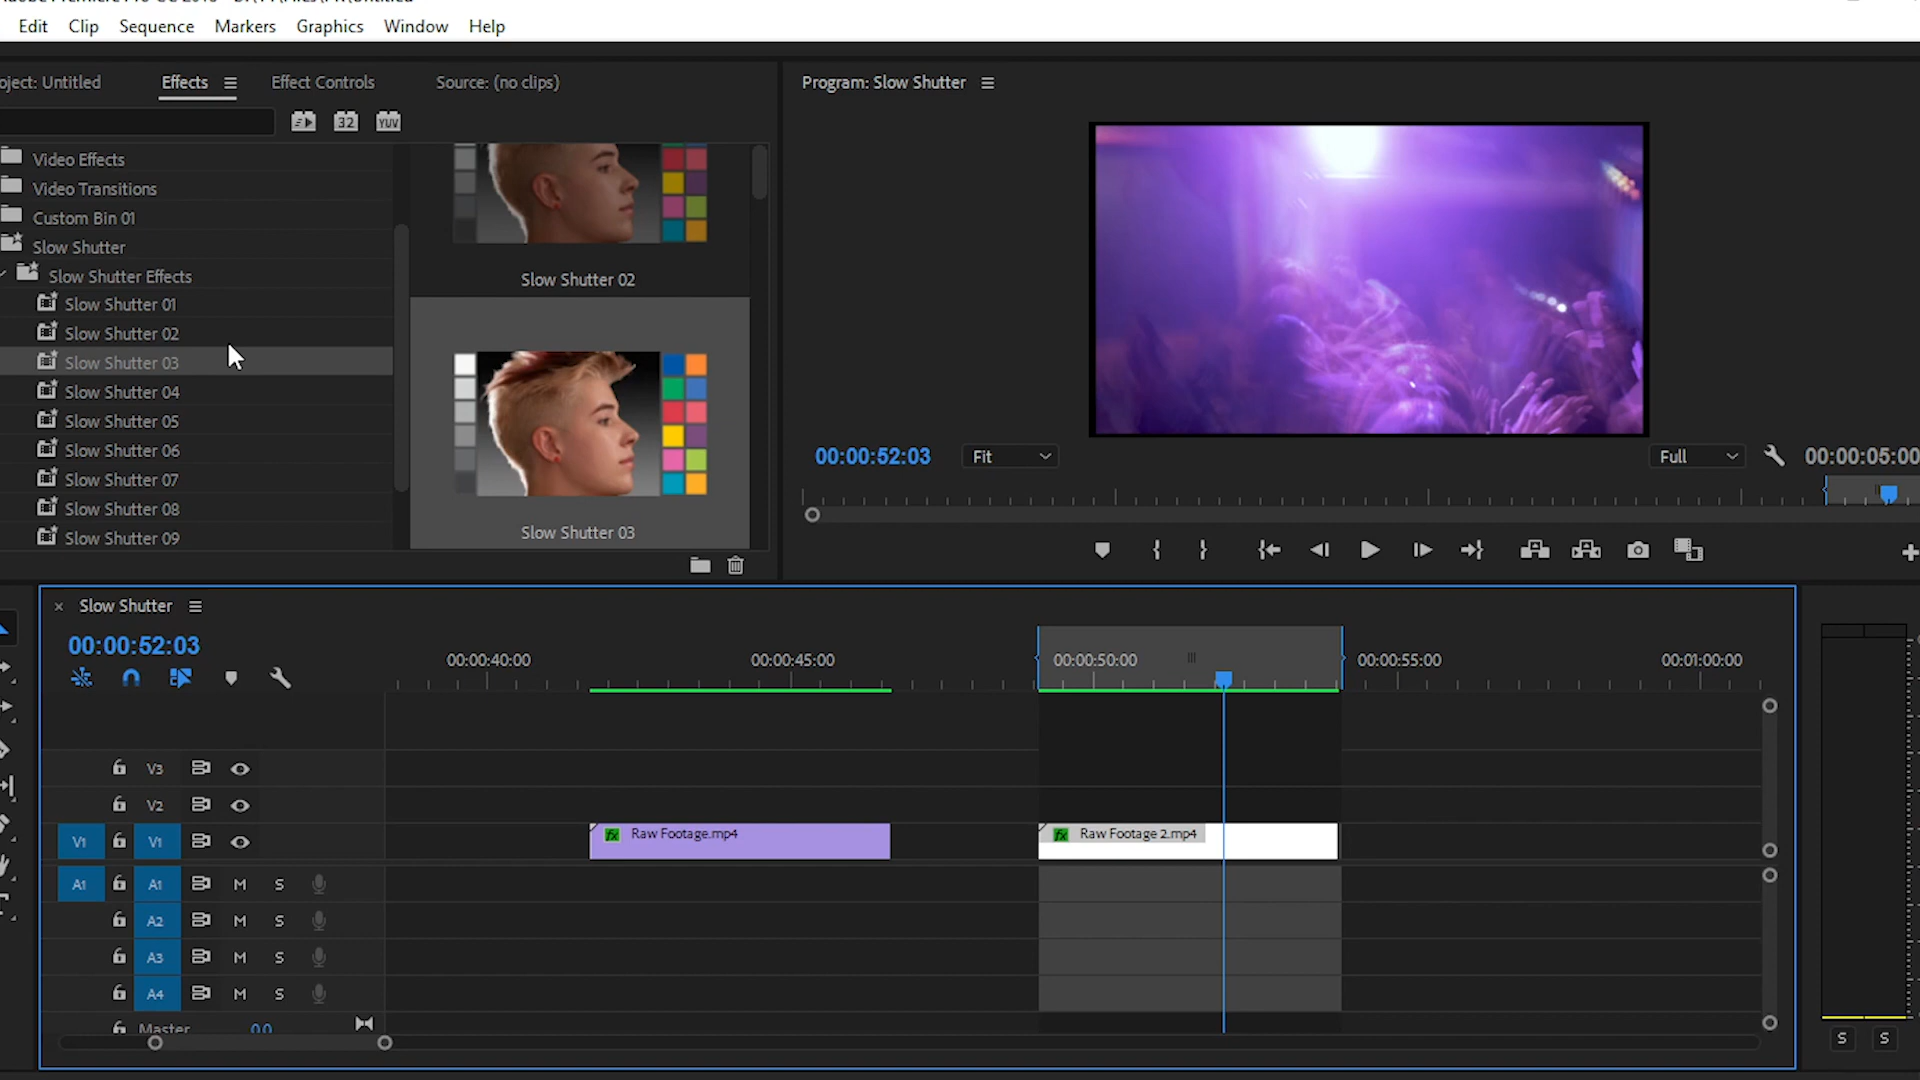 Edit Clip Sequence Markers Graphics Window Help
oject: Untitled Effects Effect Controls Source: (no clips) Program: Slow Shutter
32 YUV
Video Effects
Video Transitions
Custom Bin 01
Slow Shutter
Slow Shutter Effects
Slow Shutter 01
Slow Shutter 02
Slow Shutter 03
Slow Shutter 04
Slow Shutter 05
Slow Shutter 06
Slow Shutter 07
Slow Shutter 08
Slow Shutter 09
Slow Shutter 02
Slow Shutter 03
00:00:52:03 Fit Full 00:00:05:00
Slow Shutter
00:00:52:03
00:00:40:00 00:00:45:00 00:00:50:00 00:00:55:00 00:01:00:00
V3
V2
V1 V1 fx Raw Footage.mp4 fx Raw Footage 2.mp4
A1 A1 M S
A2 M S
A3 M S
A4 M S
Master 0.0
S S